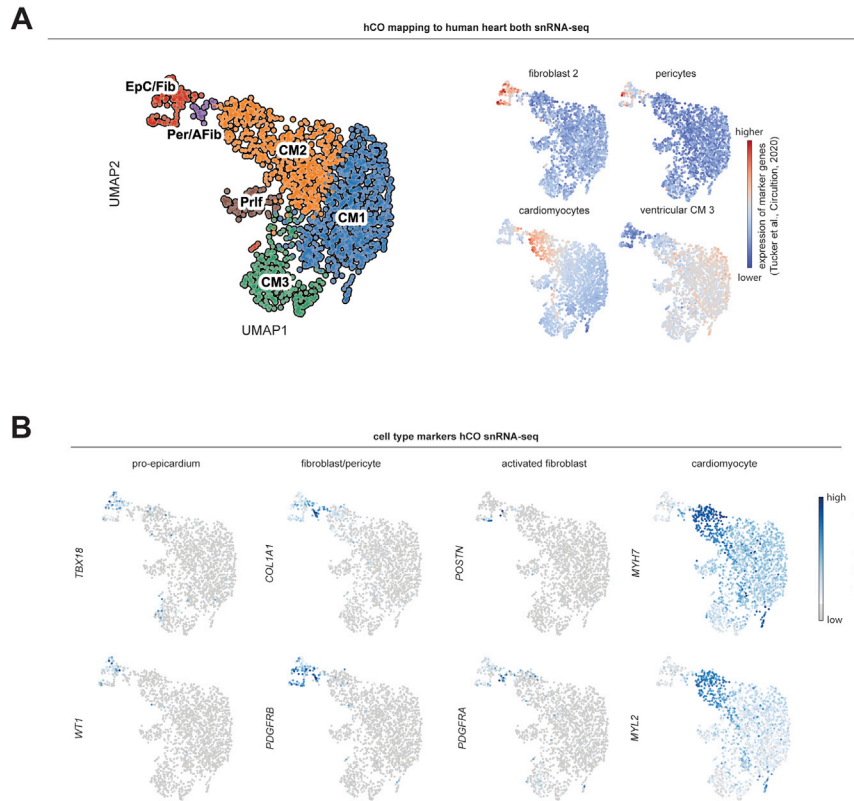 A
hCO mapping to human heart both snRNA-seq
EpC/Fib
Per/AFib
CM2
Prlf
CM1
CM3
UMAP2
UMAP1
fibroblast 2
pericytes
cardiomyocytes
ventricular CM 3
higher
lower
expression of marker genes
(Tucker et al., Circultion, 2020)
B
cell type markers hCO snRNA-seq
pro-epicardium
fibroblast/pericyte
activated fibroblast
cardiomyocyte
TBX18
COL1A1
POSTN
MYH7
high
low
WT1
PDGFRB
PDGFRA
MYL2